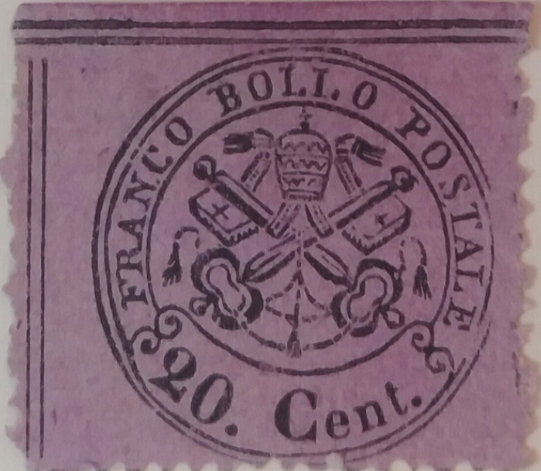 FRANCO BOLLO POSTALE
20. Cent.